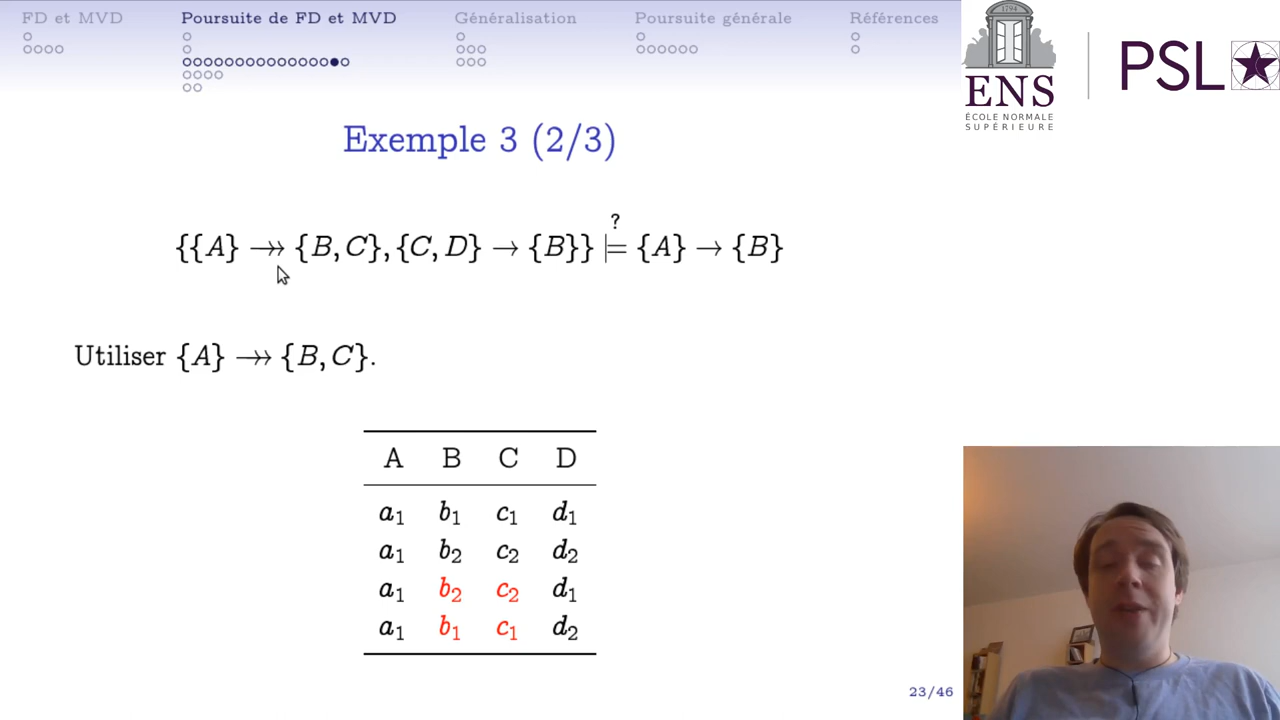 FD et MVD Poursuite de FD et MVD Généralisation Poursuite générale Références
1794
ENS
ÉCOLE NORMALE
SUPÉRIEURE
PSL
Exemple 3 (2/3)
{{A} ↠ {B, C}, {C, D} → {B}} ⊨? {A} → {B}
Utiliser {A} ↠ {B, C}.
A B C D
a₁ b₁ c₁ d₁
a₁ b₂ c₂ d₂
a₁ b₂ c₂ d₁
a₁ b₁ c₁ d₂
23/46